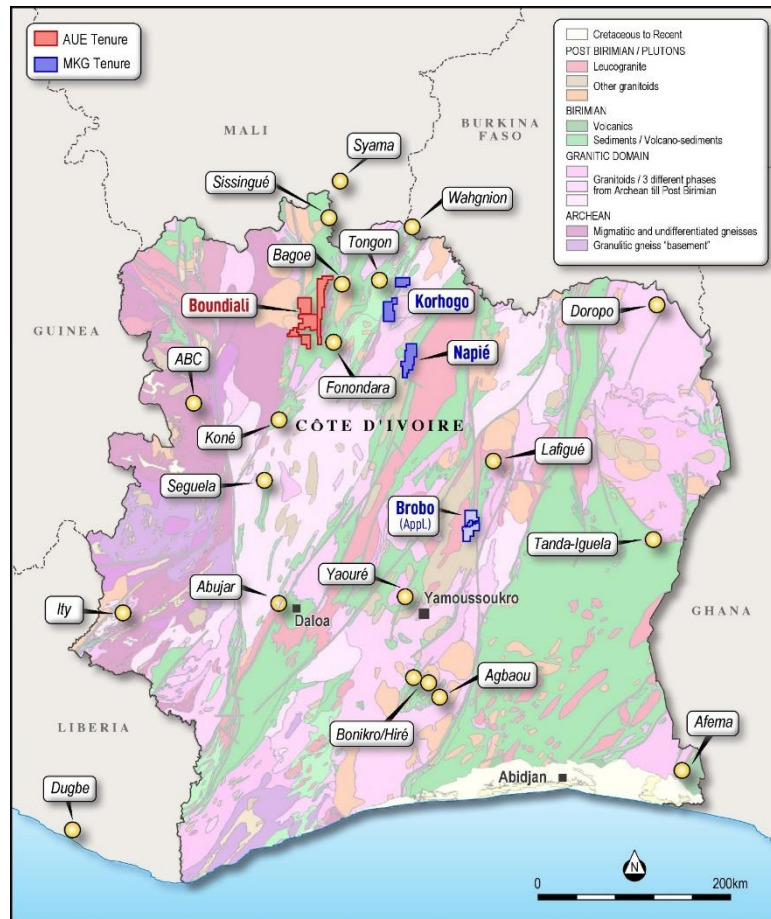 AUE Tenure
MKG Tenure
Cretaceous to Recent
POST BIRIMIAN / PLUTONS
Leucogranite
Other granitoids
BIRIMIAN
Volcanics
Sediments / Volcano-sediments
GRANITIC DOMAIN
Granitoids / 3 different phases
from Archean till Post Birimian
ARCHEAN
Migmatitic and undifferentiated gneisses
Granulitic gneiss "basement"
MALI
BURKINA
FASO
Syama
Sissingué
Wahgnion
Bagoe
Tongon
Boundiali
Korhogo
Doropo
GUINEA
Napié
ABC
Fonondara
Koné
CÔTE D'IVOIRE
Lafigué
Seguela
Brobo
(Appl.)
Tanda-Iguela
Abujar
Yaouré
Yamoussoukro
Ity
Daloa
GHANA
Agbaou
Bonikro/Hiré
LIBERIA
Afema
Abidjan
Dugbe
N
0
200km